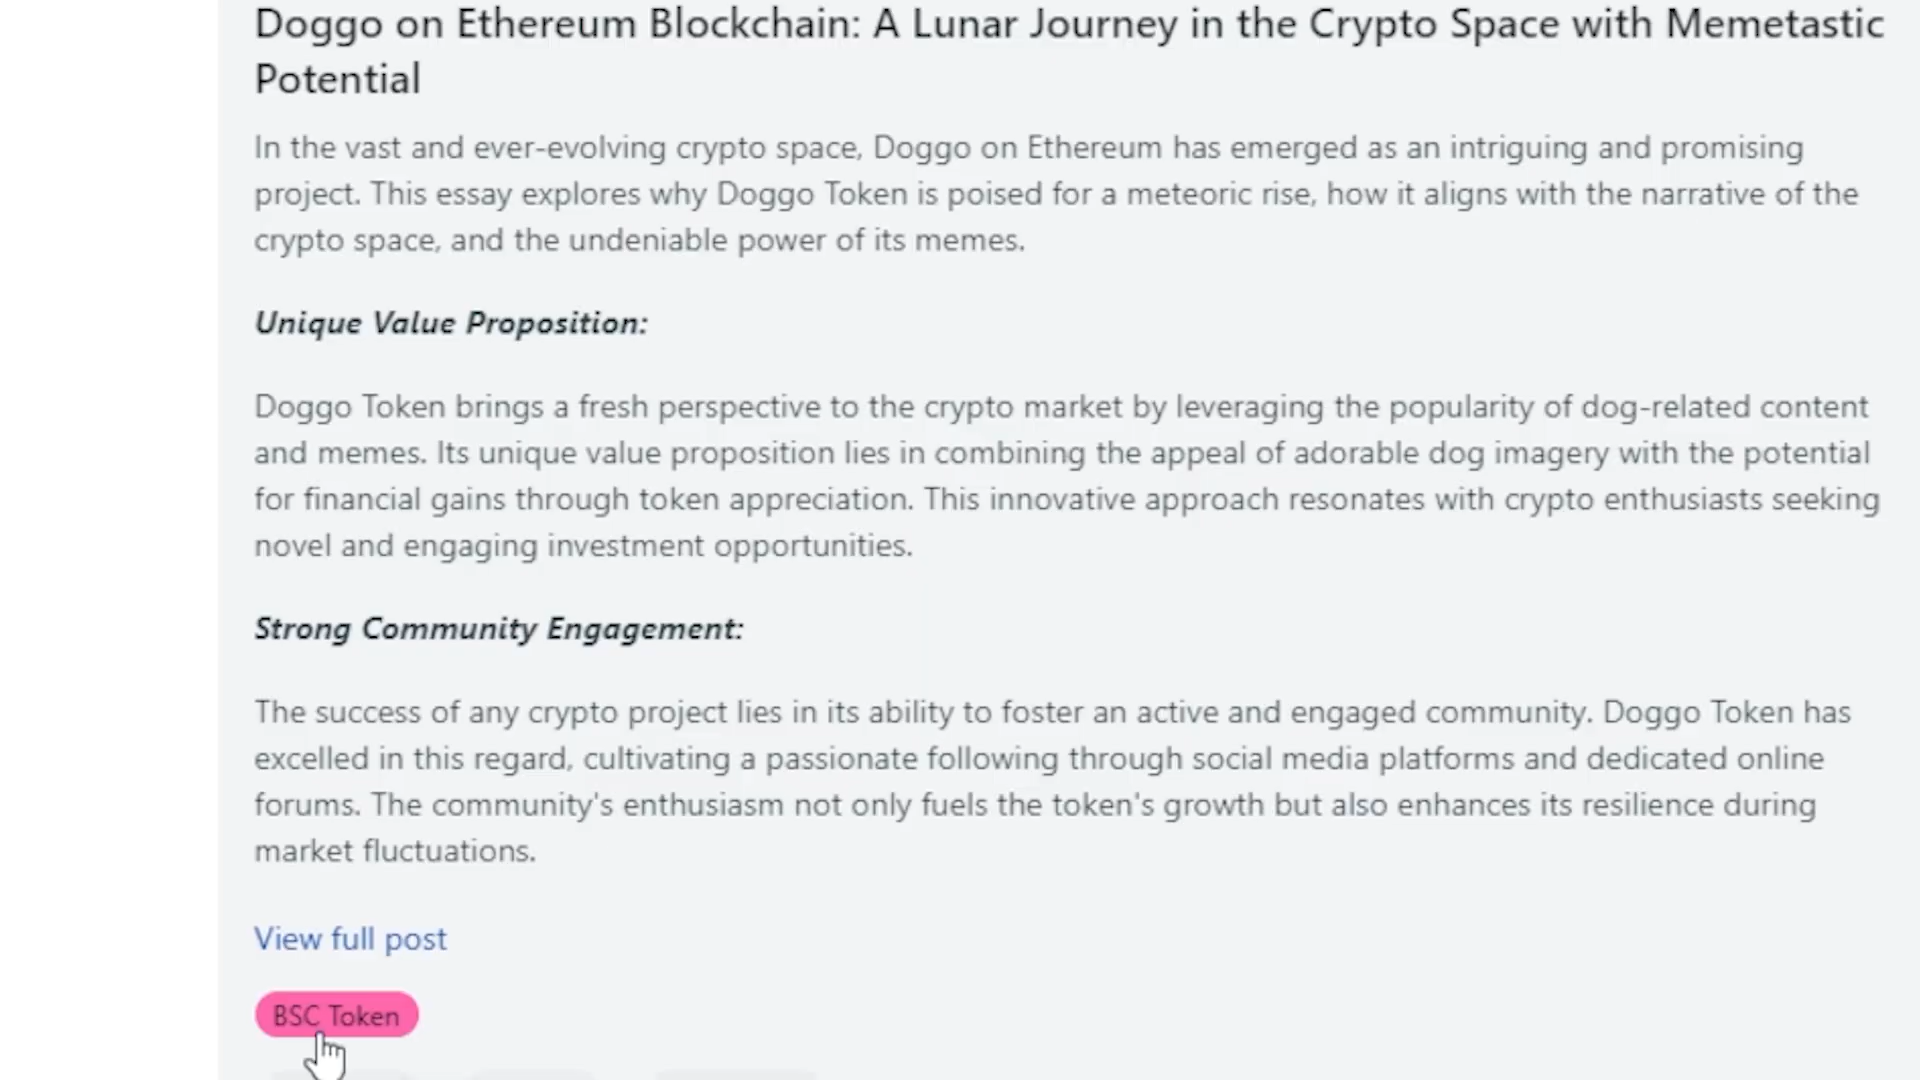 Doggo on Ethereum Blockchain: A Lunar Journey in the Crypto Space with Memetastic
Potential
In the vast and ever-evolving crypto space, Doggo on Ethereum has emerged as an intriguing and promising
project. This essay explores why Doggo Token is poised for a meteoric rise, how it aligns with the narrative of the
crypto space, and the undeniable power of its memes.
Unique Value Proposition:
Doggo Token brings a fresh perspective to the crypto market by leveraging the popularity of dog-related content
and memes. Its unique value proposition lies in combining the appeal of adorable dog imagery with the potential
for financial gains through token appreciation. This innovative approach resonates with crypto enthusiasts seeking
novel and engaging investment opportunities.
Strong Community Engagement:
The success of any crypto project lies in its ability to foster an active and engaged community. Doggo Token has
excelled in this regard, cultivating a passionate following through social media platforms and dedicated online
forums. The community's enthusiasm not only fuels the token's growth but also enhances its resilience during
market fluctuations.
View full post
BSC Token